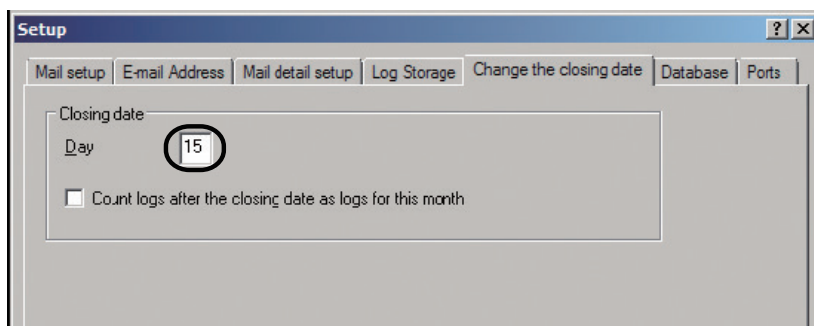 Setup
Mail setup E-mail Address Mail detail setup Log Storage Change the closing date Database Ports
Closing date
Day 15
Count logs after the closing date as logs for this month